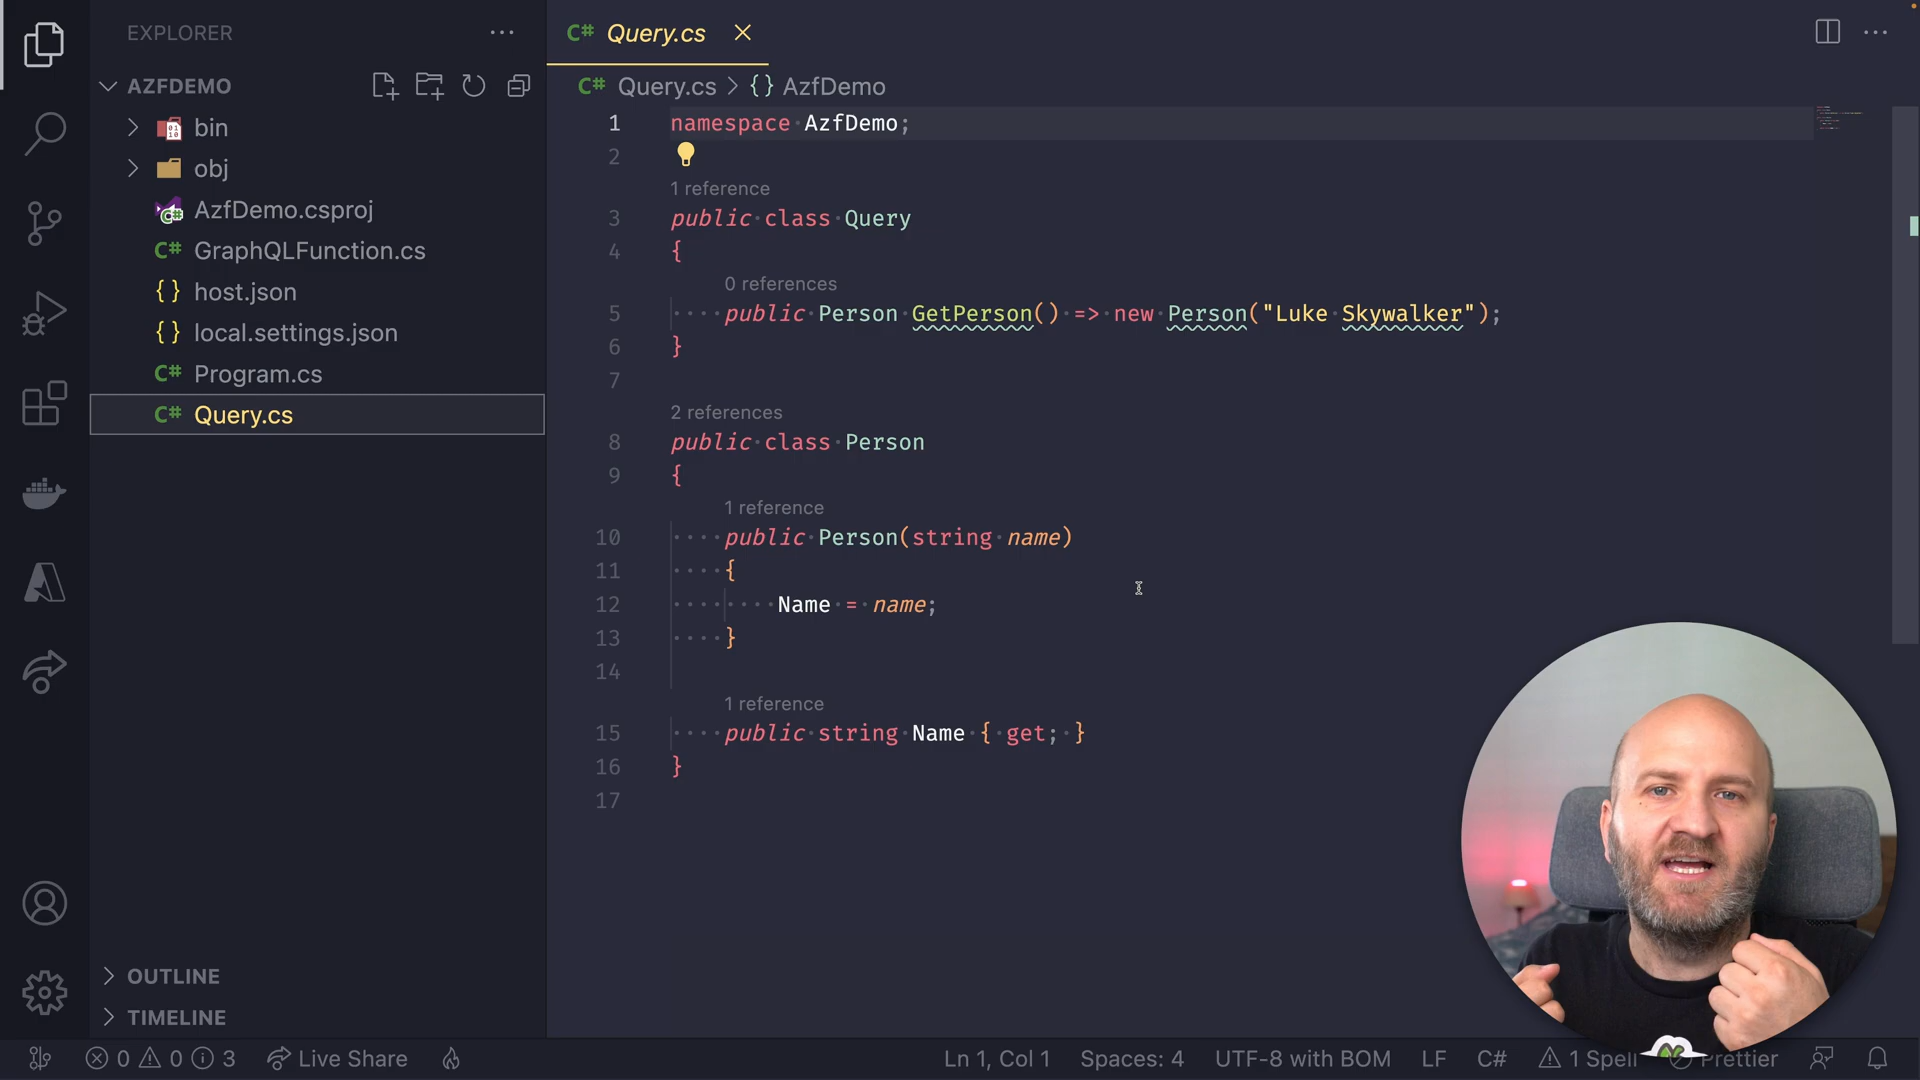 EXPLORER
AZFDEMO
bin
obj
AzfDemo.csproj
C# GraphQLFunction.cs
{} host.json
{} local.settings.json
C# Program.cs
C# Query.cs
OUTLINE
TIMELINE
C# Query.cs
C# Query.cs > {} AzfDemo
1 namespace AzfDemo;
2
1 reference
3 public class Query
4 {
0 references
5 public Person GetPerson() => new Person("Luke Skywalker");
6 }
7
2 references
8 public class Person
9 {
1 reference
10 public Person(string name)
11 {
12 Name = name;
13 }
14
1 reference
15 public string Name { get; }
16 }
17
0 0 3 Live Share Ln 1, Col 1 Spaces: 4 UTF-8 with BOM LF C# 1 Spell Prettier